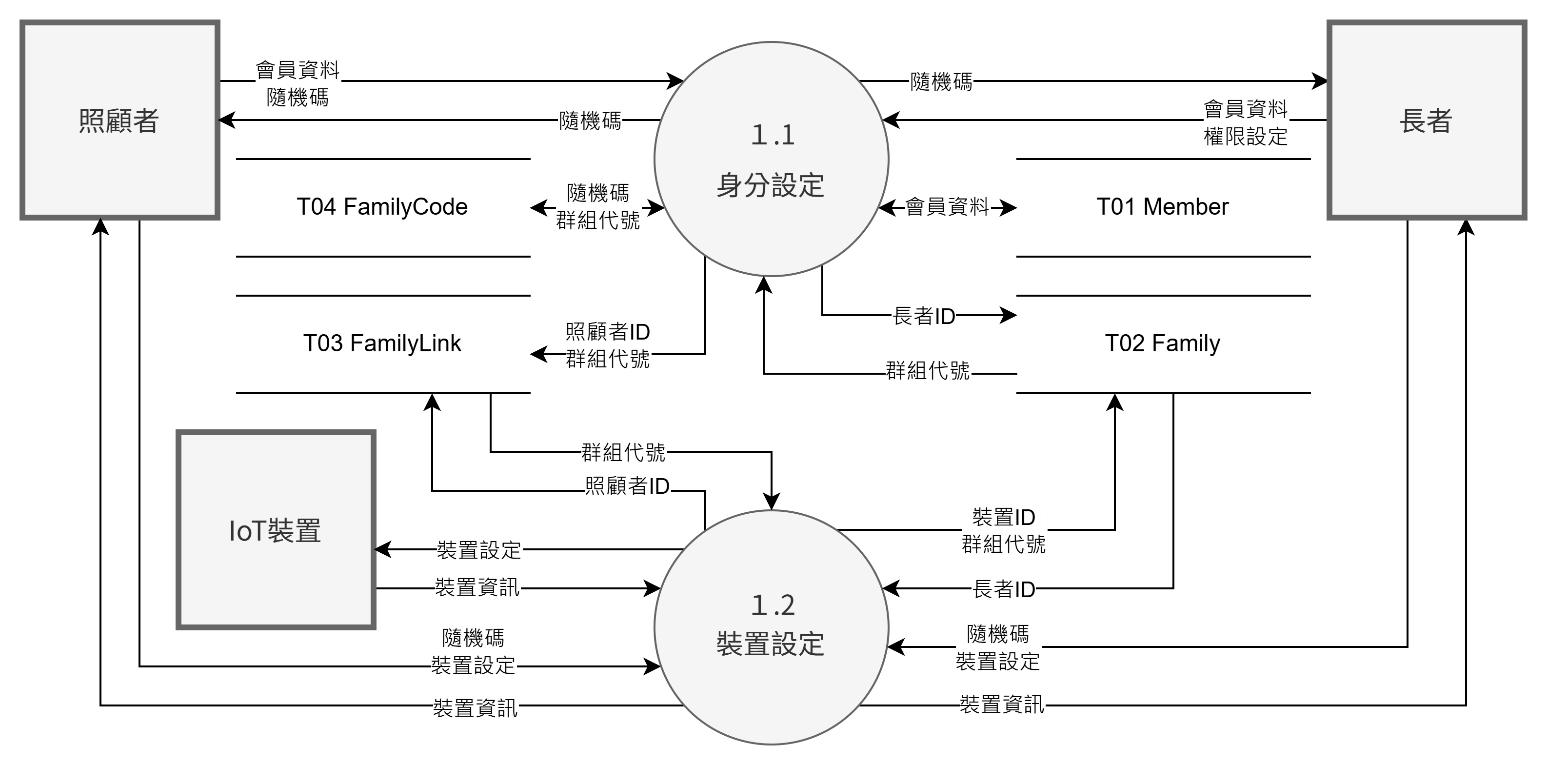 會員資料
隨機碼
隨機碼
照顧者
隨機碼
會員資料
權限設定
長者
１.1
身分設定
T04 FamilyCode
隨機碼
群組代號
會員資料
T01 Member
T03 FamilyLink
照顧者ID
群組代號
長者ID
群組代號
T02 Family
群組代號
照顧者ID
IoT裝置
裝置設定
裝置資訊
裝置ID
群組代號
長者ID
１.2
裝置設定
隨機碼
裝置設定
隨機碼
裝置設定
裝置資訊
裝置資訊